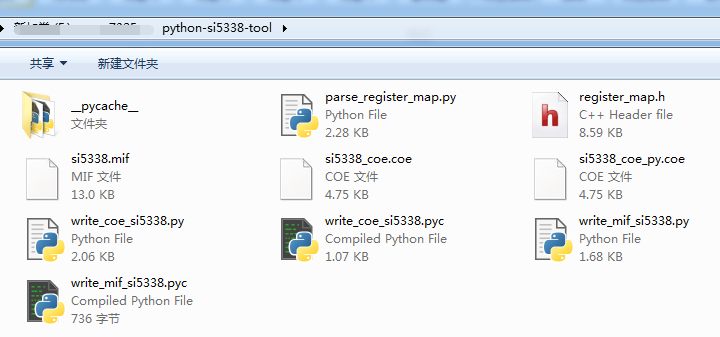 python-si5338-tool
共享
新建文件夹
__pycache__
文件夹
parse_register_map.py
Python File
2.28 KB
register_map.h
C++ Header file
8.59 KB
si5338.mif
MIF 文件
13.0 KB
si5338_coe.coe
COE 文件
4.75 KB
si5338_coe_py.coe
COE 文件
4.75 KB
write_coe_si5338.py
Python File
2.06 KB
write_coe_si5338.pyc
Compiled Python File
1.07 KB
write_mif_si5338.py
Python File
1.68 KB
write_mif_si5338.pyc
Compiled Python File
736 字节